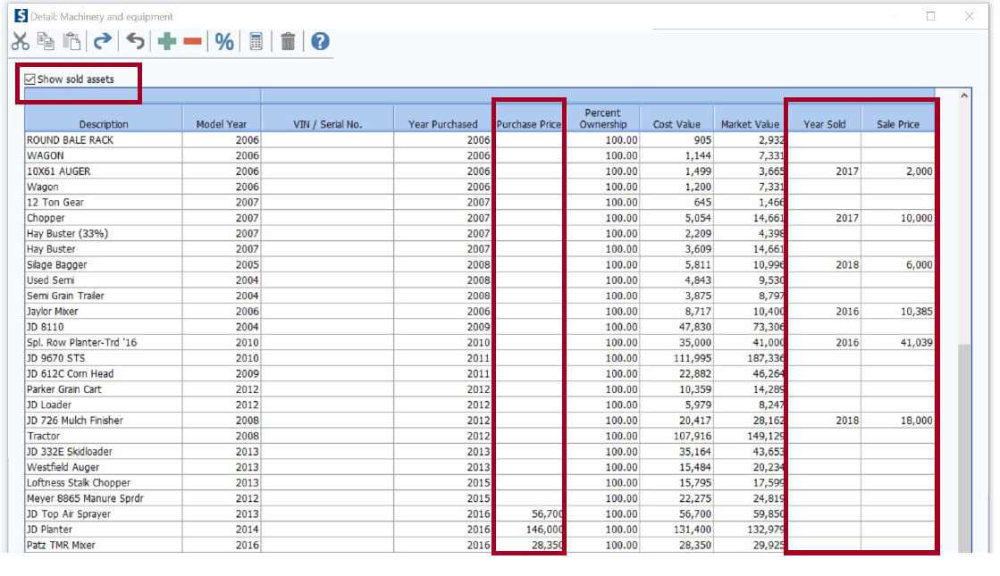 Detail: Machinery and equipment
Show sold assets
Percent
Description Model Year VIN / Serial No. Year Purchased Purchase Price Ownership Cost Value Market Value Year Sold Sale Price
ROUND BALE RACK 2006 2006 100.00 905 2,932
WAGON 2006 2006 100.00 1,144 7,331
10X61 AUGER 2006 2006 100.00 1,499 3,665 2017 2,000
Wagon 2006 2006 100.00 1,200 7,331
12 Ton Gear 2007 2007 100.00 645 1,466
Chopper 2007 2007 100.00 5,054 14,661 2017 10,000
Hay Buster (33%) 2007 2007 100.00 2,209 4,398
Hay Buster 2007 2007 100.00 3,609 14,661
Silage Bagger 2005 2008 100.00 5,811 10,996 2018 6,000
Used Semi 2004 2008 100.00 4,843 9,530
Semi Grain Trailer 2004 2008 100.00 3,875 8,797
Jaylor Mixer 2006 2006 100.00 8,717 10,400 2016 10,385
JD 8110 2004 2009 100.00 47,830 73,306
Spl. Row Planter-Trd '16 2010 2010 100.00 35,000 41,000 2016 41,039
JD 9670 STS 2010 2011 100.00 111,995 187,336
JD 612C Corn Head 2009 2011 100.00 22,882 46,264
Parker Grain Cart 2012 2012 100.00 10,359 14,289
JD Loader 2012 2012 100.00 5,979 8,247
JD 726 Mulch Finisher 2008 2012 100.00 20,417 28,162 2018 18,000
Tractor 2008 2012 100.00 107,916 149,129
JD 332E Skidloader 2013 2013 100.00 35,164 43,653
Westfield Auger 2013 2013 100.00 15,484 20,234
Loftness Stalk Chopper 2013 2015 100.00 15,795 17,599
Meyer 8865 Manure Sprdr 2012 2015 100.00 22,275 24,819
JD Top Air Sprayer 2013 2016 56,700 100.00 56,700 59,850
JD Planter 2014 2016 146,000 100.00 131,400 132,979
Patz TMR Mixer 2016 2016 28,350 100.00 28,350 29,925